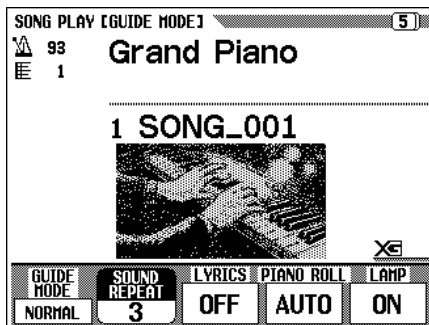 SONG PLAY [GUIDE MODE] 5
93
1
Grand Piano
1 SONG_001
XG
GUIDE MODE
NORMAL
SOUND REPEAT
3
LYRICS
OFF
PIANO ROLL
AUTO
LAMP
ON